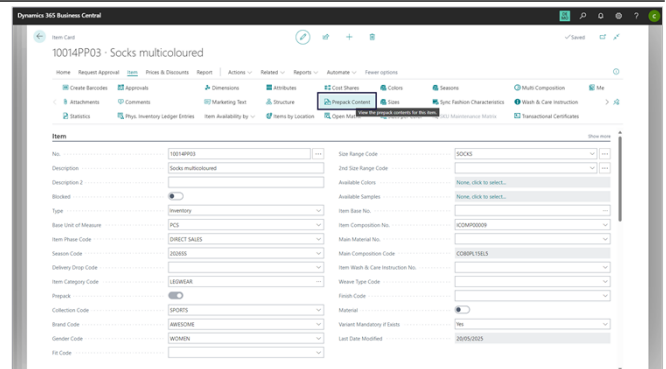 Dynamics 365 Business Central
Item Card
Saved
10014PP03 · Socks multicoloured
Home Request Approval Item Prices & Discounts Report Actions Related Reports Automate Fewer options
Create Barcodes Approvals Dimensions Attributes Cost Shares Colors Seasons Multi Composition Me
Attachments Comments Marketing Text Structure Prepack Content Sizes Sync Fashion Characteristics Wash & Care Instruction
Statistics Phys. Inventory Ledger Entries Item Availability by Items by Location Open Matrix SKU Maintenance Matrix Transactional Certificates
View the prepack contents for this item.
Item
Show more
No. 10014PP03 Size Range Code SOCKS
Description Socks multicoloured 2nd Size Range Code
Description 2 Available Colors None, click to select...
Blocked Available Samples None, click to select...
Type Inventory Item Base No.
Base Unit of Measure PCS Item Composition No. ICOMP00009
Item Phase Code DIRECT SALES Main Material No.
Season Code 2026SS Main Composition Code CO80PL15EL5
Delivery Drop Code Item Wash & Care Instruction No.
Item Category Code LEGWEAR Weave Type Code
Prepack Finish Code
Collection Code SPORTS Material
Brand Code AWESOME Variant Mandatory if Exists Yes
Gender Code WOMEN Last Date Modified 20/05/2025
Fit Code